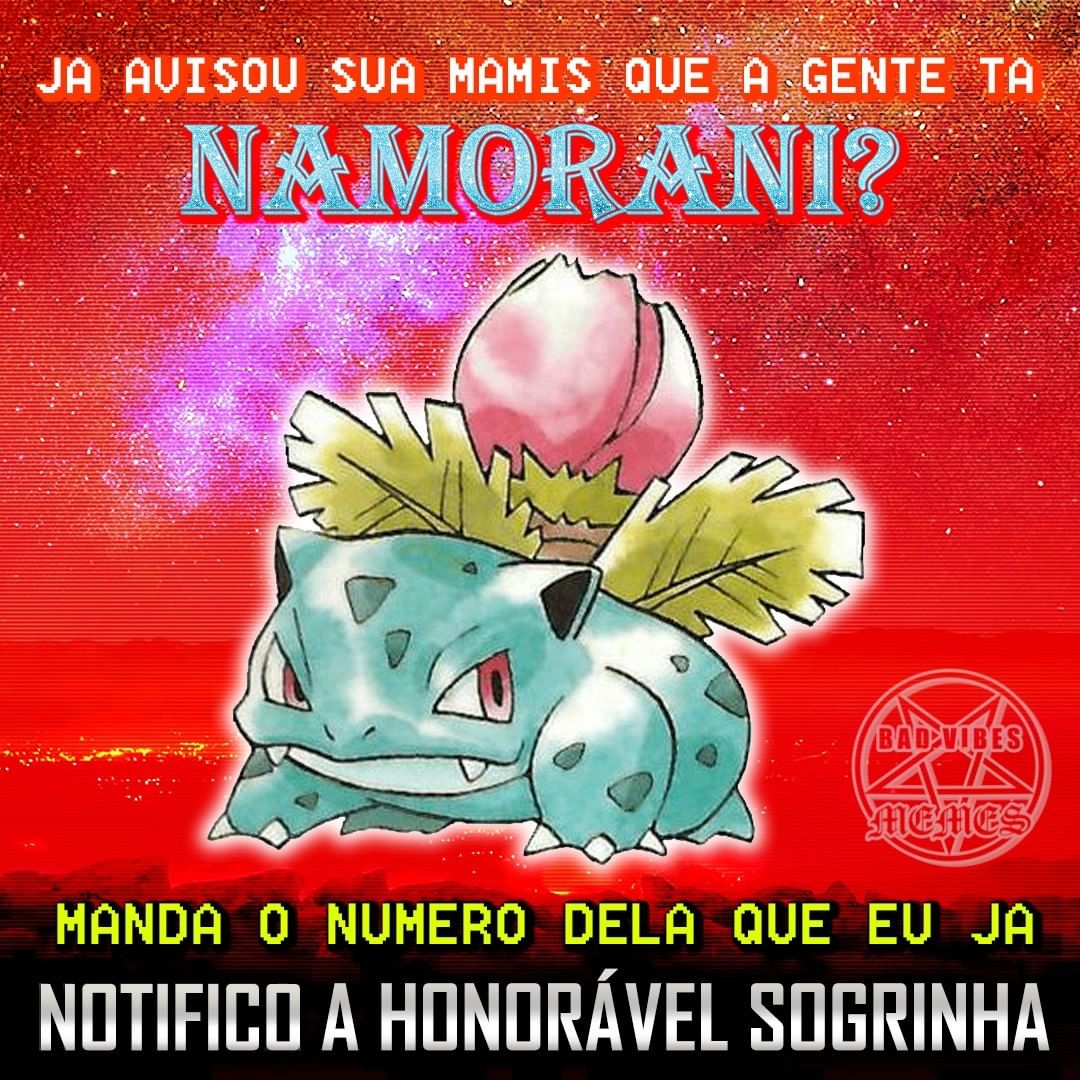 JA AVISOU SUA MAMIS QUE A GENTE TA
NAMORANI?
BAD VIBES
MEMES
MANDA O NUMERO DELA QUE EU JA
NOTIFICO A HONORÁVEL SOGRINHA